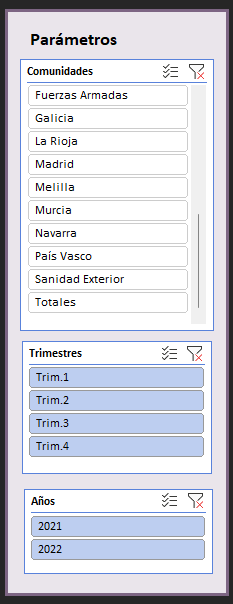 Parámetros
Comunidades
Fuerzas Armadas
Galicia
La Rioja
Madrid
Melilla
Murcia
Navarra
País Vasco
Sanidad Exterior
Totales
Trimestres
Trim.1
Trim.2
Trim.3
Trim.4
Años
2021
2022